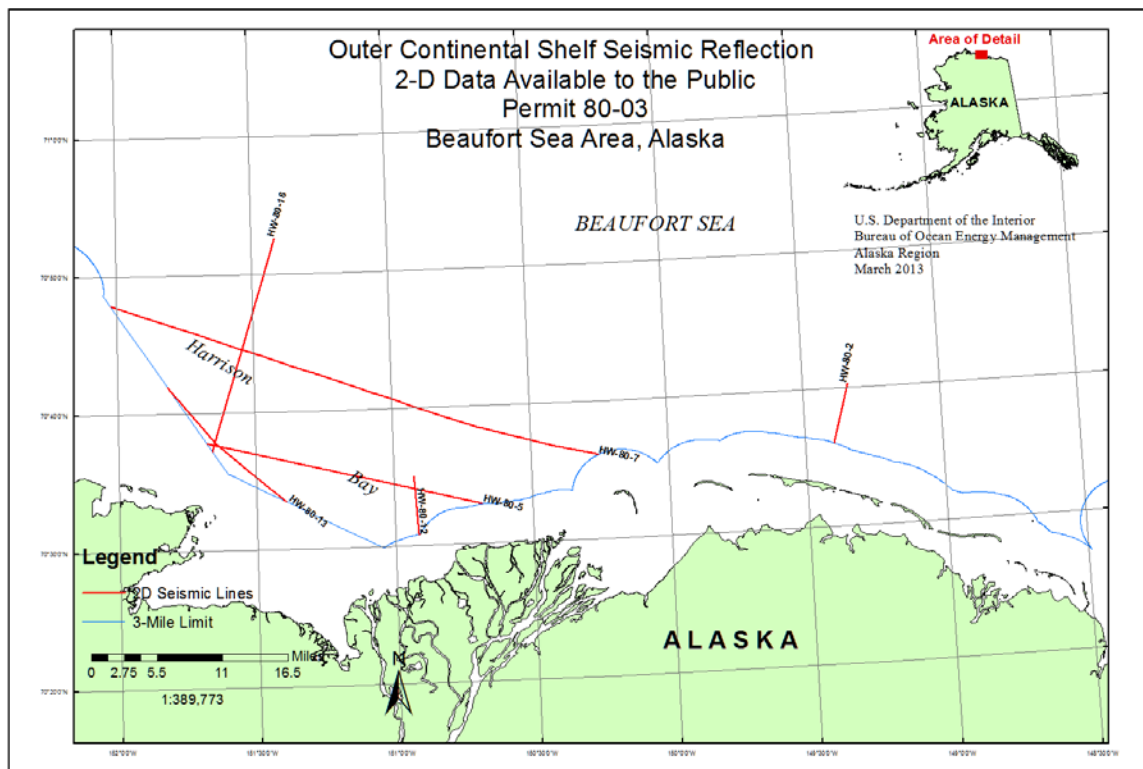 Outer Continental Shelf Seismic Reflection
2-D Data Available to the Public
Permit 80-03
Beaufort Sea Area, Alaska
Area of Detail
ALASKA
BEAUFORT SEA
U.S. Department of the Interior
Bureau of Ocean Energy Management
Alaska Region
March 2013
HW-80-16
HW-80-2
Harrison
Bay
HW-80-7
HW-80-5
HW-80-12
HW-80-13
Legend
2D Seismic Lines
3-Mile Limit
Miles
0 2.75 5.5 11 16.5
1:389,773
N
ALASKA